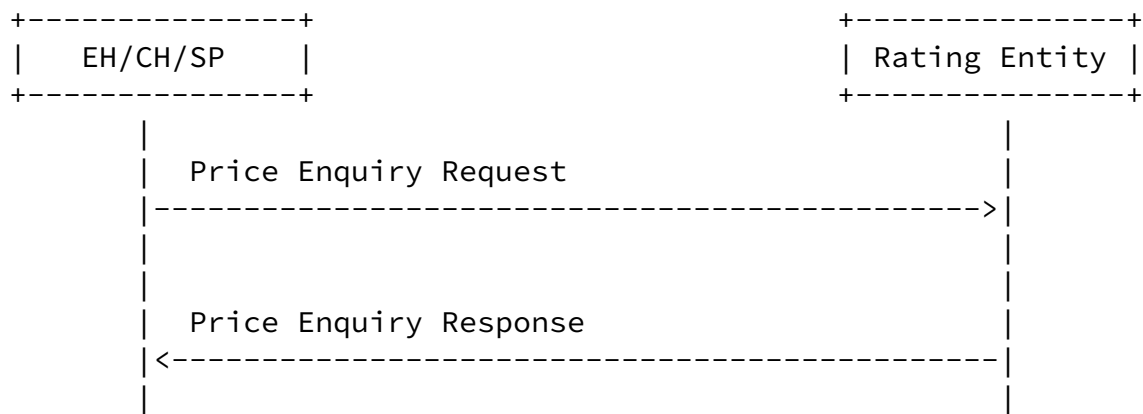 EH/CH/SP
Rating Entity
Price Enquiry Request
Price Enquiry Response